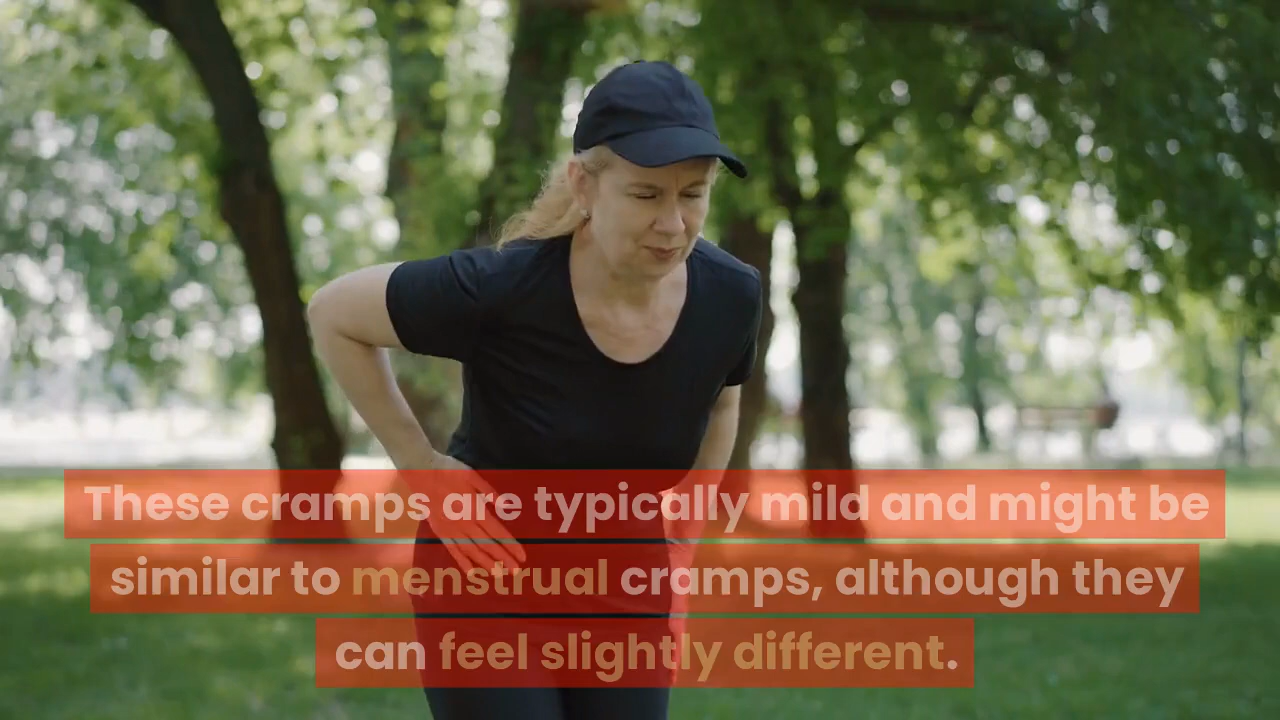 These cramps are typically mild and might be
similar to menstrual cramps, although they
can feel slightly different.